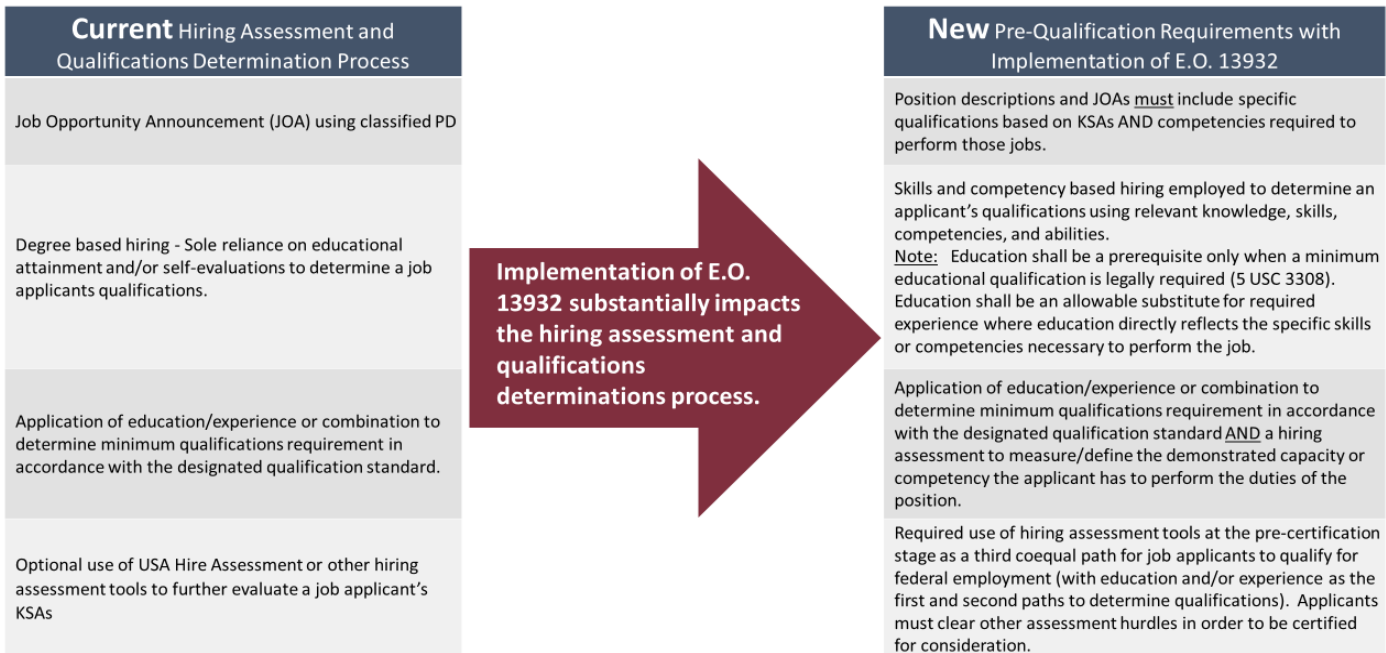 Current Hiring Assessment and
Qualifications Determination Process
Job Opportunity Announcement (JOA) using classified PD
Degree based hiring - Sole reliance on educational
attainment and/or self-evaluations to determine a job
applicants qualifications.
Application of education/experience or combination to
determine minimum qualifications requirement in
accordance with the designated qualification standard.
Optional use of USA Hire Assessment or other hiring
assessment tools to further evaluate a job applicant's
KSAs
Implementation of E.O.
13932 substantially impacts
the hiring assessment and
qualifications
determinations process.
New Pre-Qualification Requirements with
Implementation of E.O. 13932
Position descriptions and JOAs must include specific
qualifications based on KSAs AND competencies required to
perform those jobs.
Skills and competency based hiring employed to determine an
applicant's qualifications using relevant knowledge, skills,
competencies, and abilities.
Note: Education shall be a prerequisite only when a minimum
educational qualification is legally required (5 USC 3308).
Education shall be an allowable substitute for required
experience where education directly reflects the specific skills
or competencies necessary to perform the job.
Application of education/experience or combination to
determine minimum qualifications requirement in accordance
with the designated qualification standard AND a hiring
assessment to measure/define the demonstrated capacity or
competency the applicant has to perform the duties of the
position.
Required use of hiring assessment tools at the pre-certification
stage as a third coequal path for job applicants to qualify for
federal employment (with education and/or experience as the
first and second paths to determine qualifications). Applicants
must clear other assessment hurdles in order to be certified
for consideration.